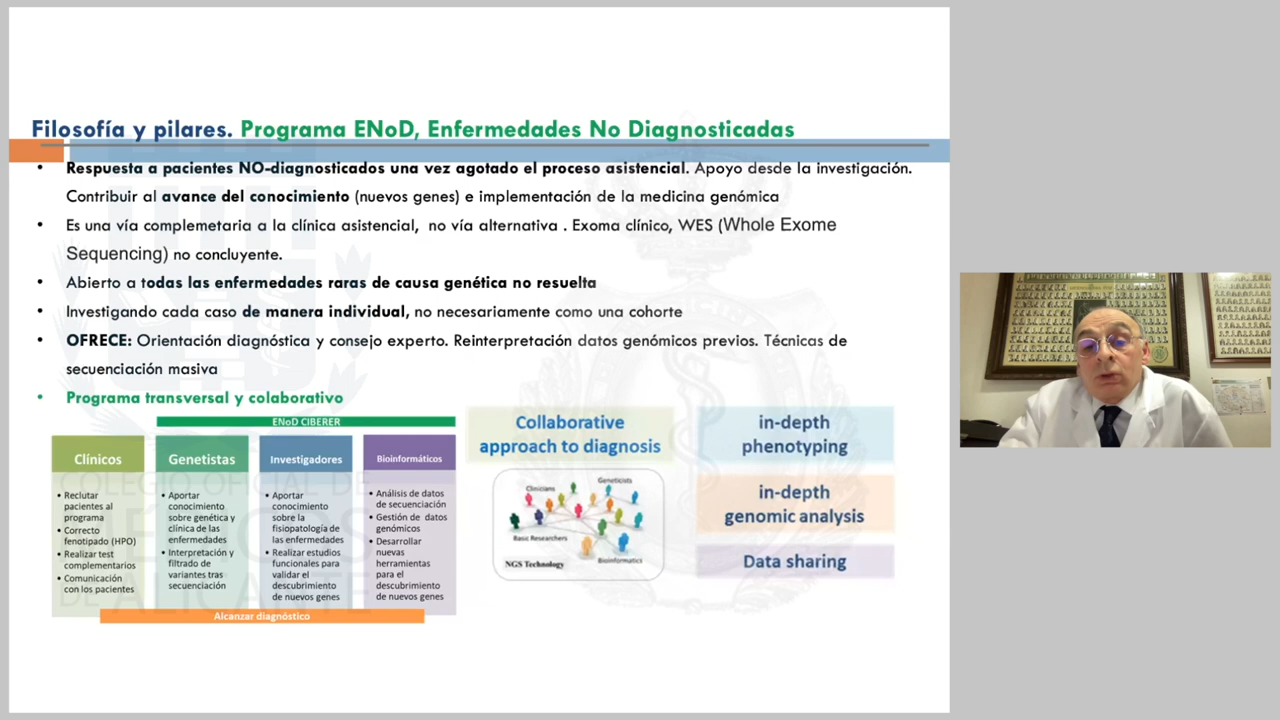 Filosofía y pilares. Programa ENoD, Enfermedades No Diagnosticadas
• Respuesta a pacientes NO-diagnosticados una vez agotado el proceso asistencial. Apoyo desde la investigación.
Contribuir al avance del conocimiento (nuevos genes) e implementación de la medicina genómica
• Es una vía complemetaria a la clínica asistencial, no vía alternativa . Exoma clínico, WES (Whole Exome
Sequencing) no concluyente.
• Abierto a todas las enfermedades raras de causa genética no resuelta
• Investigando cada caso de manera individual, no necesariamente como una cohorte
• OFRECE: Orientación diagnóstica y consejo experto. Reinterpretación datos genómicos previos. Técnicas de
secuenciación masiva
• Programa transversal y colaborativo
ENoD CIBERER
Clínicos
• Reclutar
pacientes al
programa
• Correcto
fenotipado (HPO)
• Realizar test
complementarios
• Comunicación
con los pacientes
Genetistas
• Aportar
conocimiento
sobre genética y
clínica de las
enfermedades
• Interpretación y
filtrado de
variantes tras
secuenciación
Investigadores
• Aportar
conocimiento
sobre la
fisiopatología de
las enfermedades
• Realizar estudios
funcionales para
validar el
descubrimiento
de nuevos genes
Bioinformáticos
• Análisis de datos
de secuenciación
• Gestión de datos
genómicos
• Desarrollar
nuevas
herramientas
para el
descubrimiento
de nuevos genes
Alcanzar diagnóstico
Collaborative
approach to diagnosis
Clinicians
Geneticists
Basic Researchers
Bioinformatics
NGS Technology
in-depth
phenotyping
in-depth
genomic analysis
Data sharing
COLEGIO OFICIAL DE
MÉDICOS
DE ALICANTE